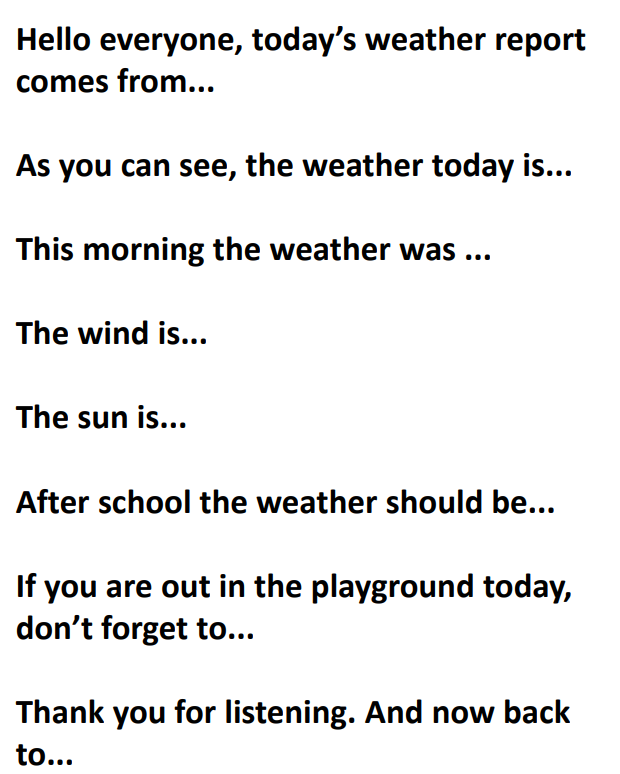 Hello everyone, today’s weather report
comes from...
As you can see, the weather today is...
This morning the weather was ...
The wind is...
The sun is...
After school the weather should be...
If you are out in the playground today,
don’t forget to...
Thank you for listening. And now back
to...